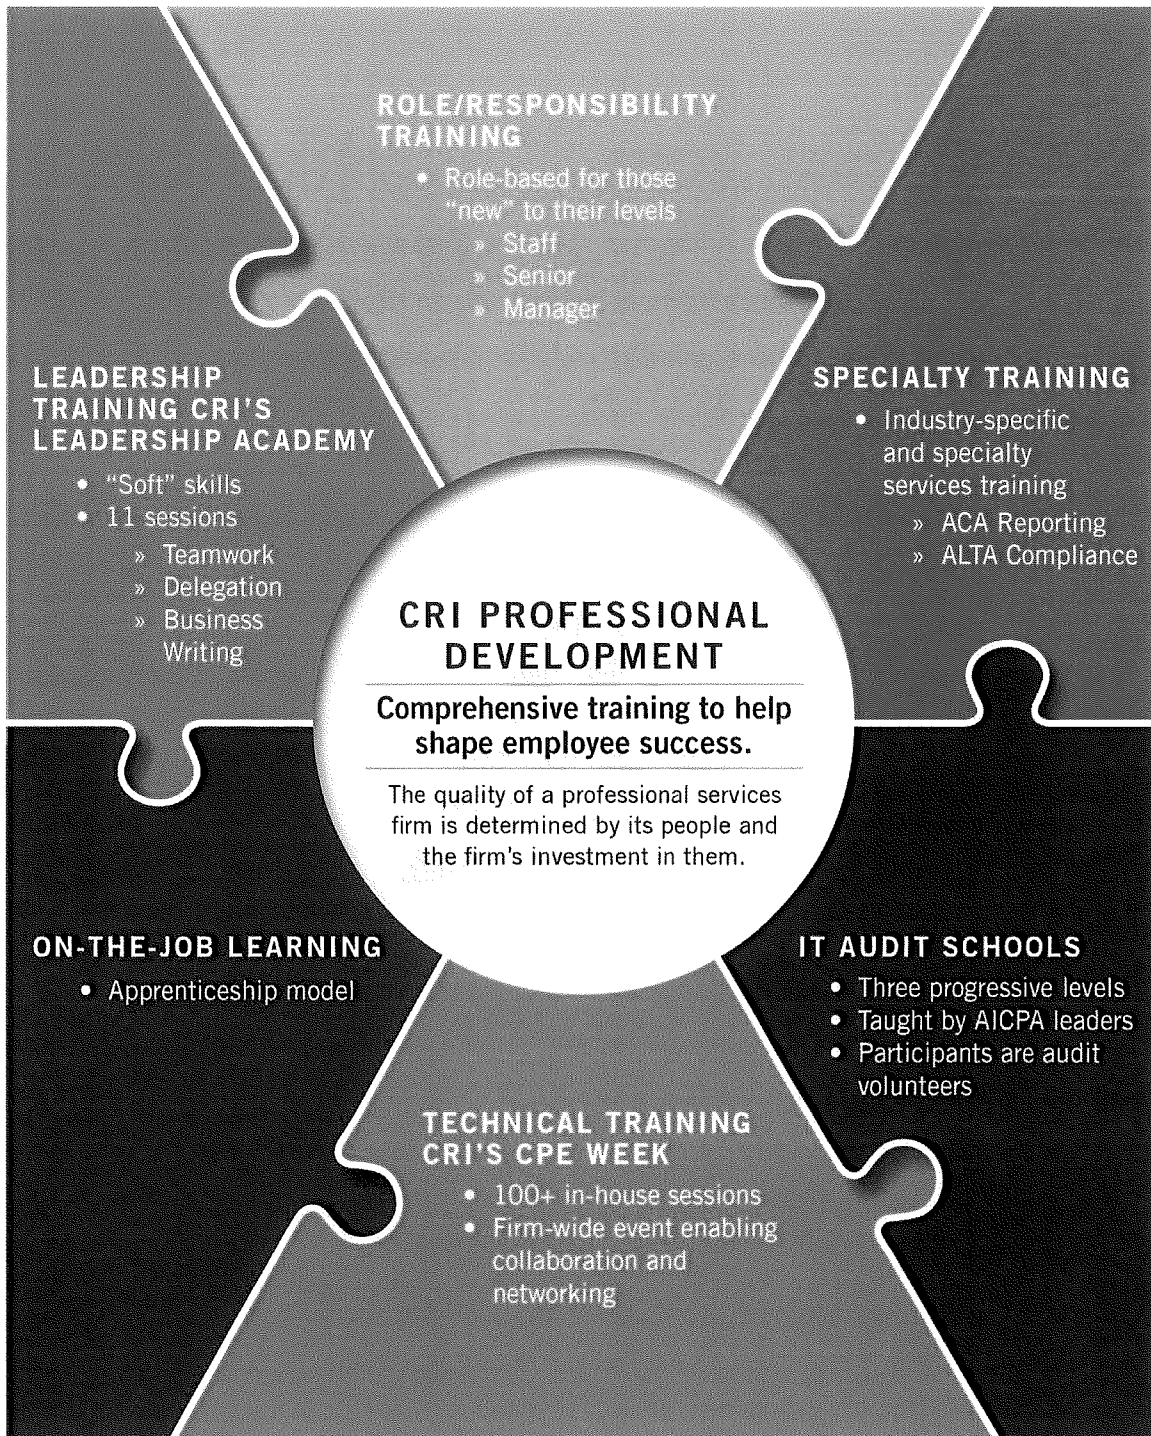 ROLE/RESPONSIBILITY
TRAINING
• Role-based for those
"new" to their levels
» Staff
» Senior
» Manager
LEADERSHIP
TRAINING CRI'S
LEADERSHIP ACADEMY
• "Soft" skills
• 11 sessions
» Teamwork
» Delegation
» Business
Writing
SPECIALTY TRAINING
• Industry-specific
and specialty
services training
» ACA Reporting
» ALTA Compliance
CRI PROFESSIONAL
DEVELOPMENT
Comprehensive training to help
shape employee success.
The quality of a professional services
firm is determined by its people and
the firm's investment in them.
ON-THE-JOB LEARNING
• Apprenticeship model
IT AUDIT SCHOOLS
• Three progressive levels
• Taught by AICPA leaders
• Participants are audit
volunteers
TECHNICAL TRAINING
CRI'S CPE WEEK
• 100+ in-house sessions
• Firm-wide event enabling
collaboration and
networking